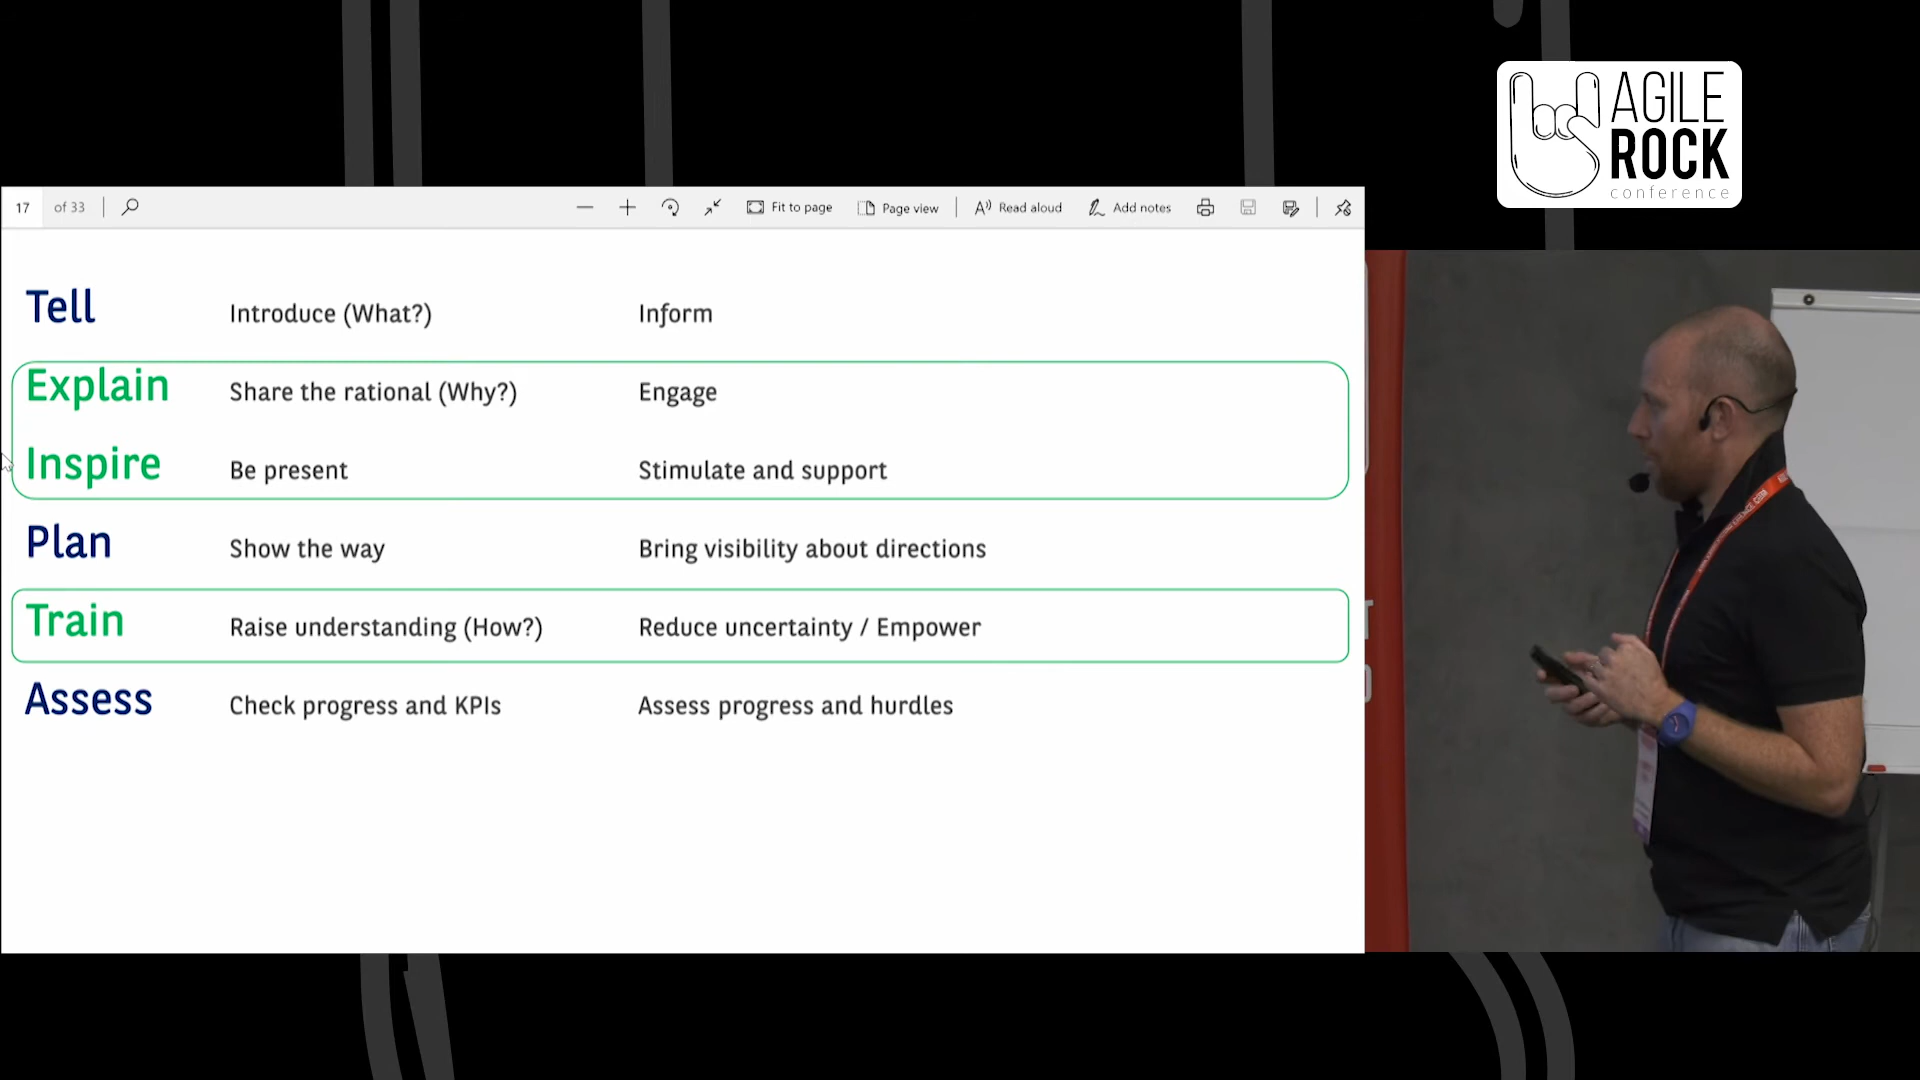 AGILE
ROCK
conference
17 of 33
Fit to page
Page view
Read aloud
Add notes
Tell Introduce (What?) Inform
Explain Share the rational (Why?) Engage
Inspire Be present Stimulate and support
Plan Show the way Bring visibility about directions
Train Raise understanding (How?) Reduce uncertainty / Empower
Assess Check progress and KPIs Assess progress and hurdles